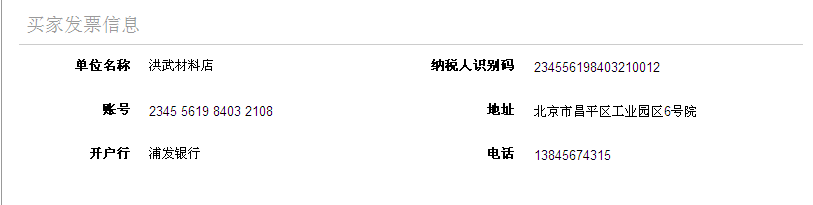 买家发票信息
单位名称 洪武材料店 纳税人识别码 234556198403210012
账号 2345 5619 8403 2108 地址 北京市昌平区工业园区6号院
开户行 浦发银行 电话 13845674315